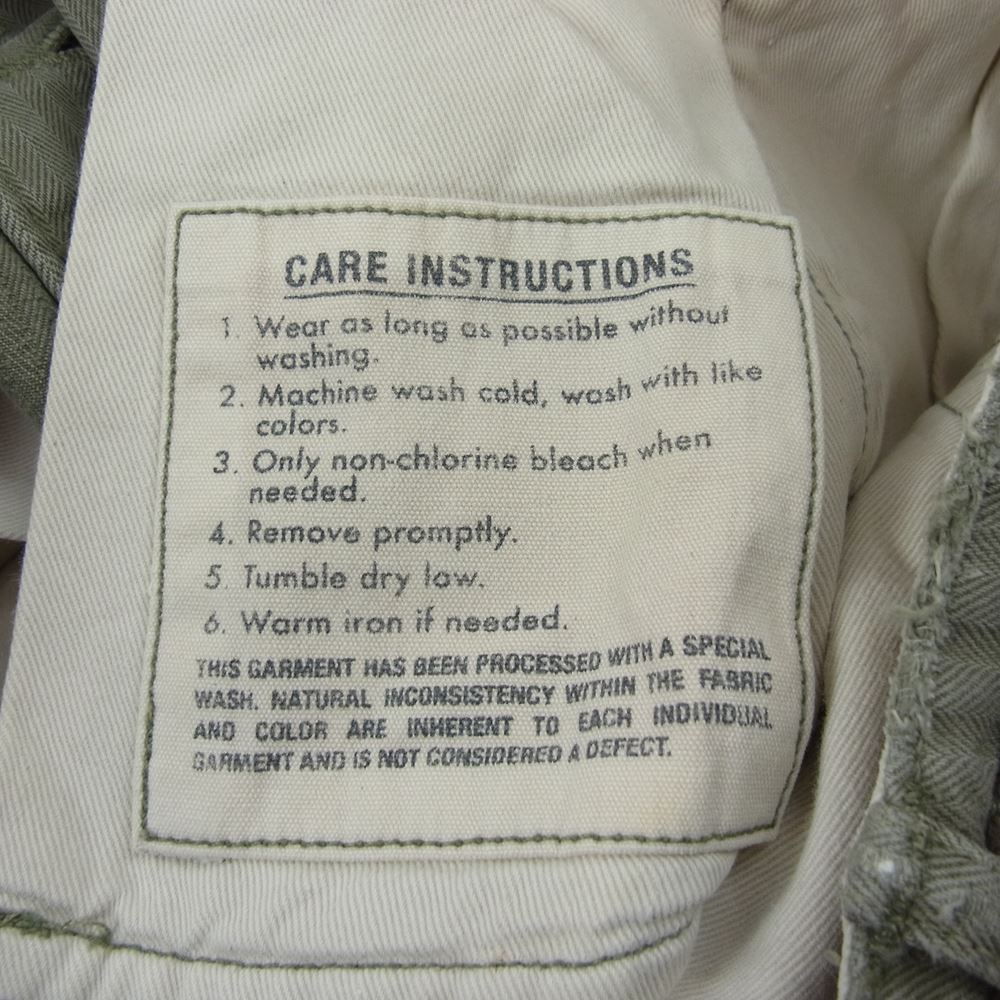 CARE INSTRUCTIONS
1. Wear as long as possible without
washing.
2. Machine wash cold, wash with like
colors.
3. Only non-chlorine bleach when
needed.
4. Remove promptly.
5. Tumble dry low.
6. Warm iron if needed.
THIS GARMENT HAS BEEN PROCESSED WITH A SPECIAL
WASH. NATURAL INCONSISTENCY WITHIN THE FABRIC
AND COLOR ARE INHERENT TO EACH INDIVIDUAL
GARMENT AND IS NOT CONSIDERED A DEFECT.